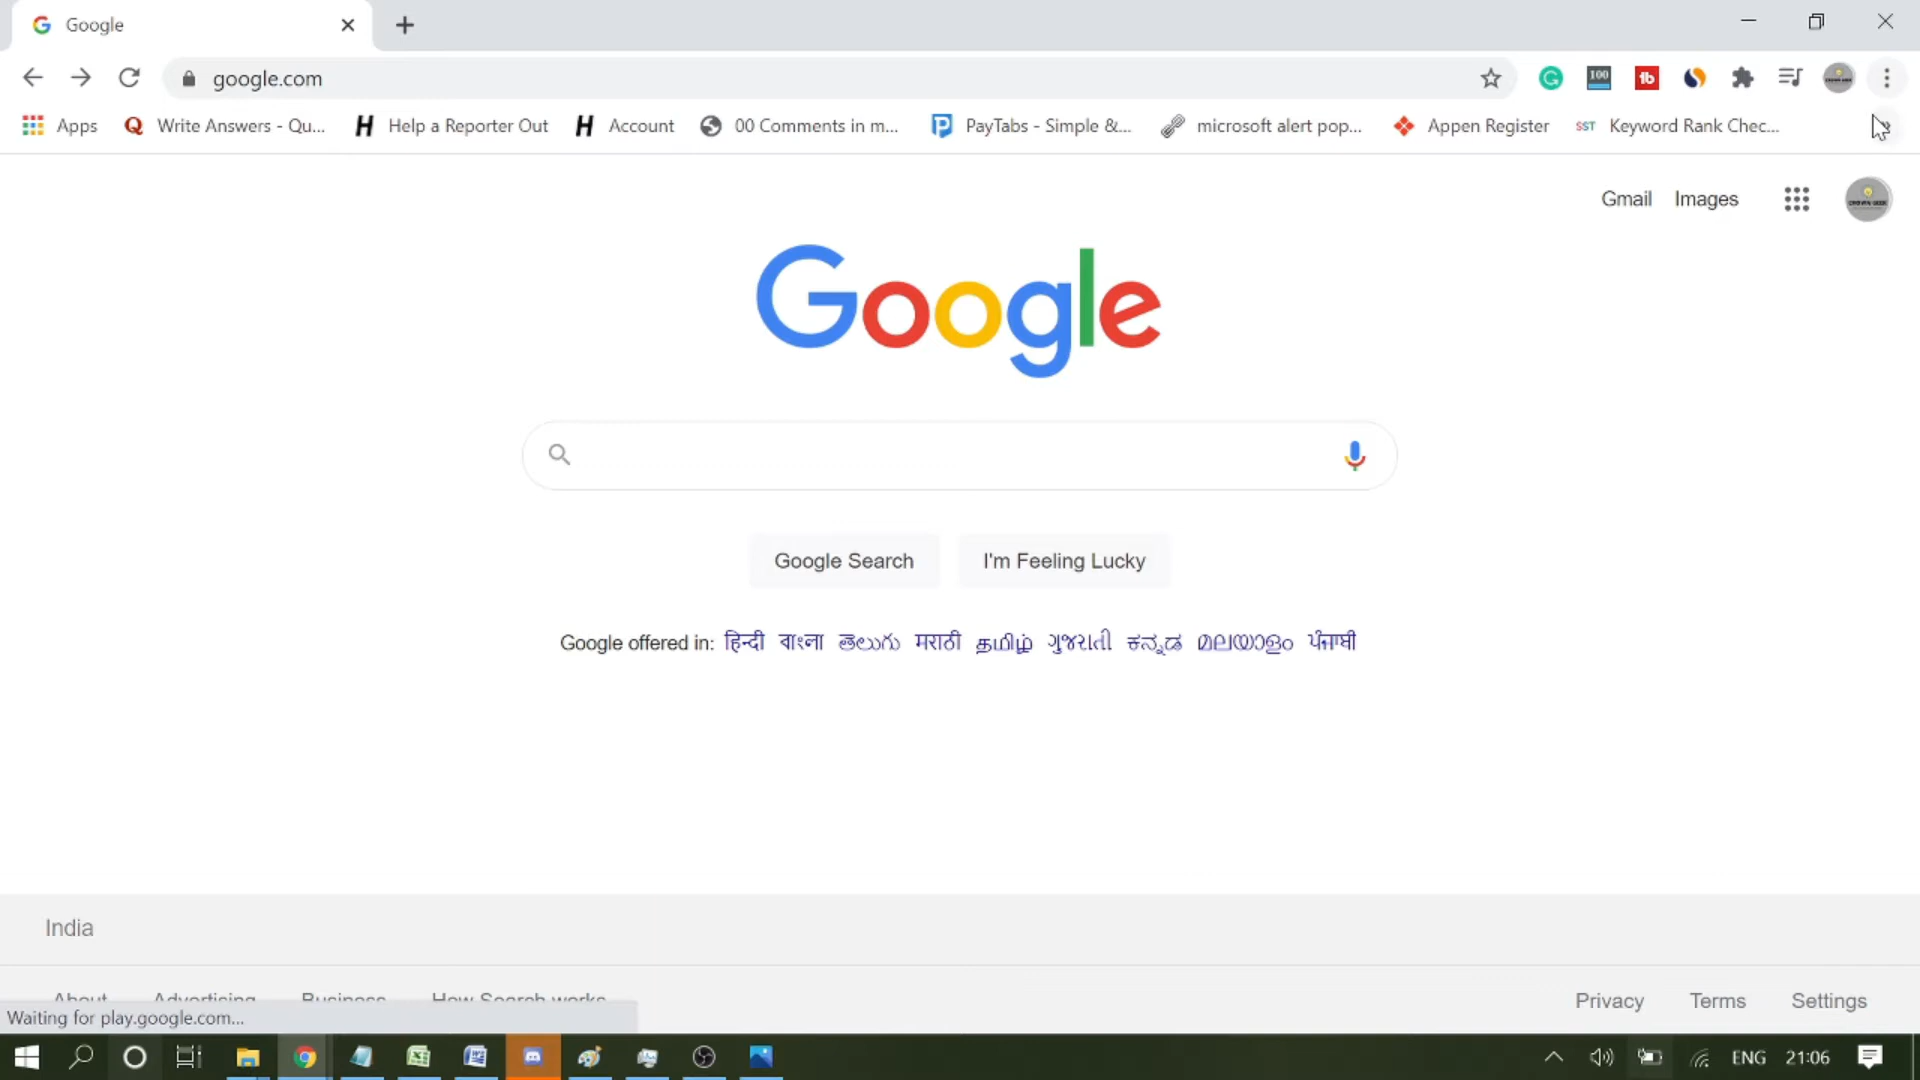 Google
google.com
100
tb
Apps
Write Answers - Qu...
Help a Reporter Out
Account
00 Comments in m...
PayTabs - Simple &...
microsoft alert pop...
Appen Register
SST Keyword Rank Chec...
Gmail Images
Google
Google Search
I'm Feeling Lucky
Google offered in: हिन्दी বাংলা తెలుగు मराठी தமிழ் ગુજરાતી ಕನ್ನಡ മലയാളം ਪੰਜਾਬੀ
India
About Advertising Business How Search works
Privacy Terms Settings
Waiting for play.google.com...
ENG 21:06